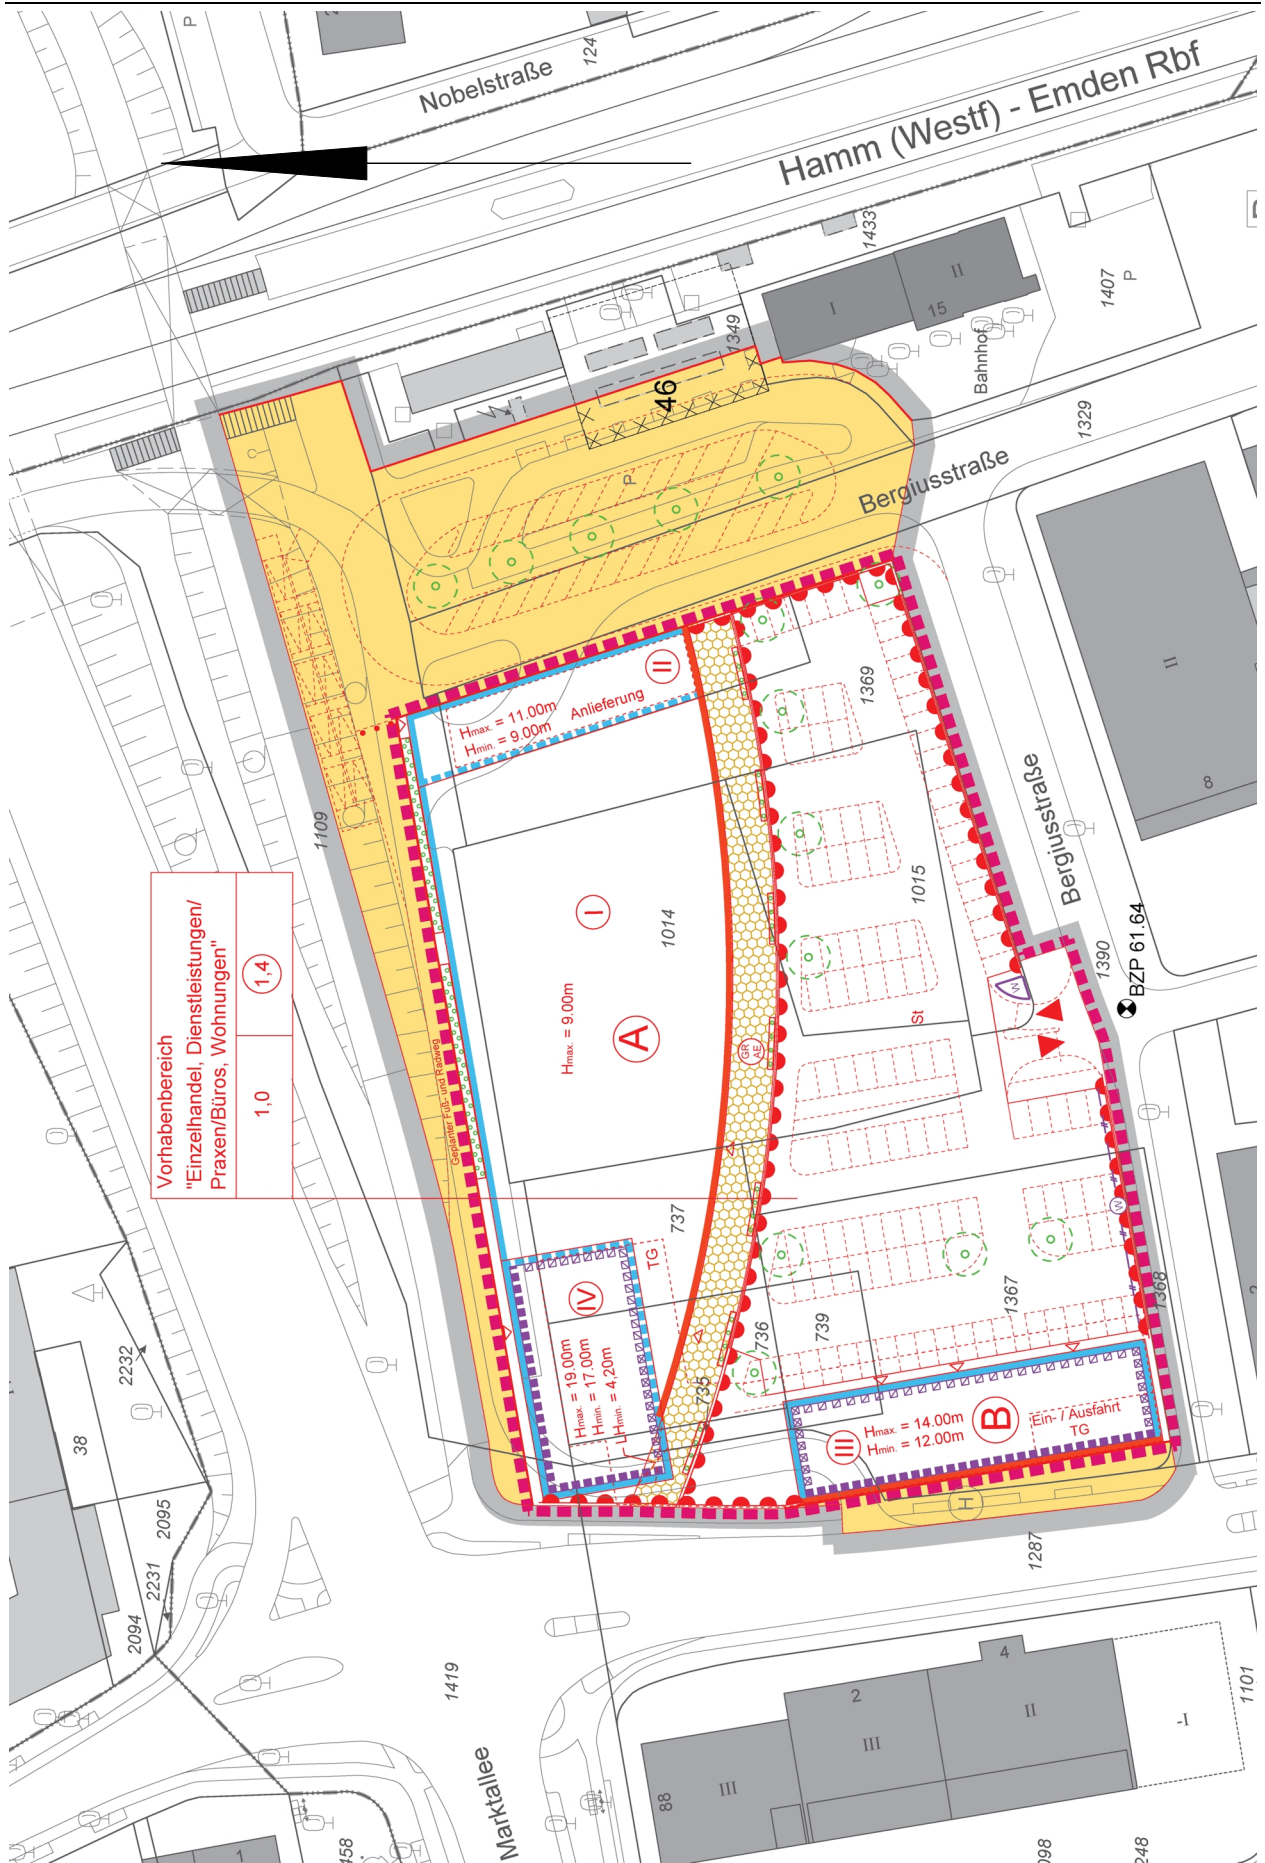 P
124
Nobelstraße
Hamm (Westf) - Emden Rbf
1433
I
II
15
1407
P
1349
Bahnhof
46
1329
P
Bergiusstraße
II
Hmax. = 11.00m
Hmin. = 9.00m
Anlieferung
1369
II
8
1109
Bergiusstraße
Vorhabenbereich
"Einzelhandel, Dienstleistungen/
Praxen/Büros, Wohnungen"
1,0
1,4
I
1014
1015
Hmax. = 9.00m
A
St
W
1390
BZP 61.64
GR
AE
Geplanter Fuß- und Radweg
737
TG
W
IV
Hmax. = 19.00m
Hmin. = 17.00m
LHmin. = 4,20m
736
739
1367
1368
735
III
Hmax. = 14.00m
Hmin. = 12.00m
B
Ein- / Ausfahrt
TG
H
1287
2232
38
2095
2231
2094
1419
Marktallee
88
III
2
III
4
II
-I
1101
1
458
098
248